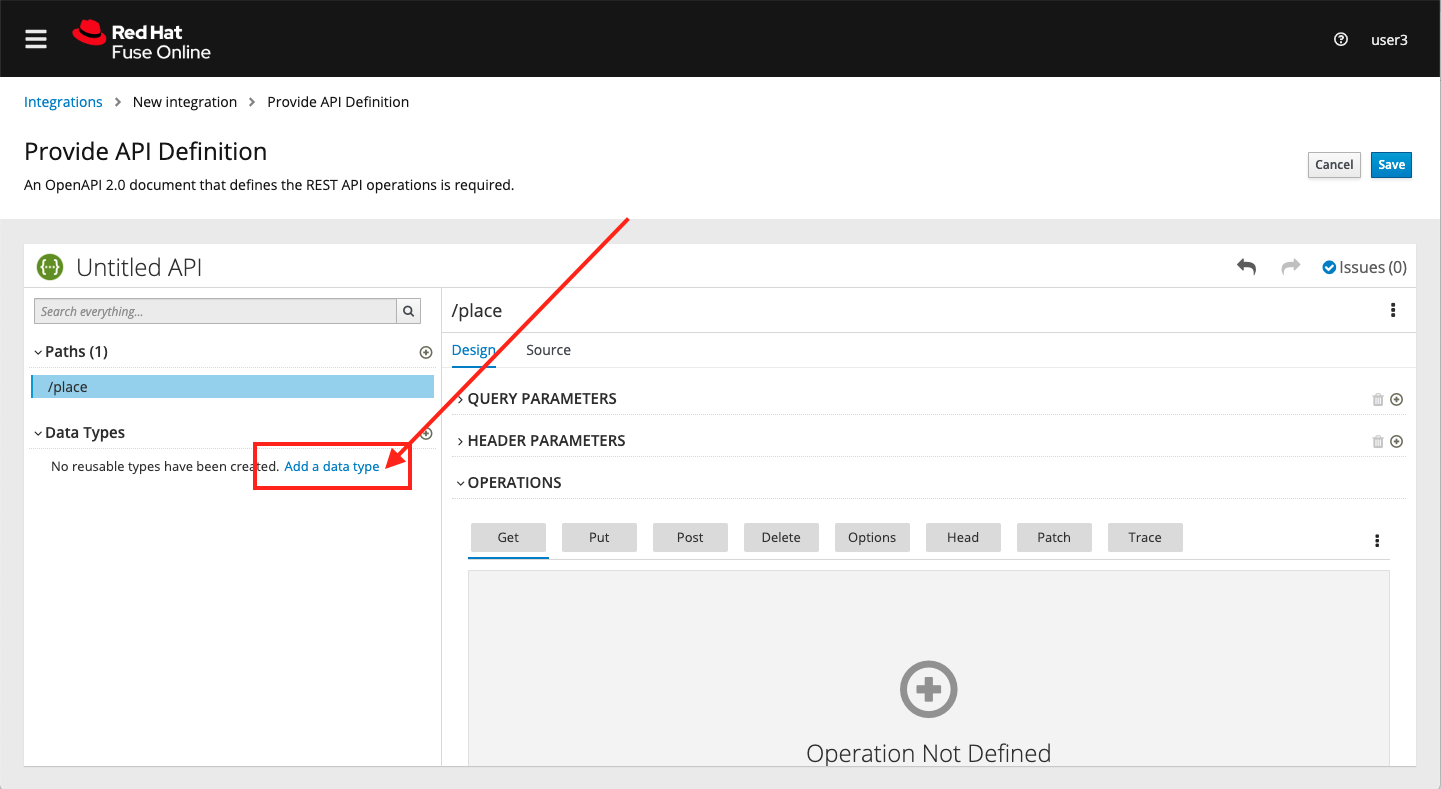 Red Hat
Fuse Online
user3
Integrations > New integration > Provide API Definition
Provide API Definition
An OpenAPI 2.0 document that defines the REST API operations is required.
Cancel
Save
Untitled API
Issues (0)
Search everything...
Paths (1)
/place
Data Types
No reusable types have been created. Add a data type
/place
Design
Source
QUERY PARAMETERS
HEADER PARAMETERS
OPERATIONS
Get
Put
Post
Delete
Options
Head
Patch
Trace
Operation Not Defined